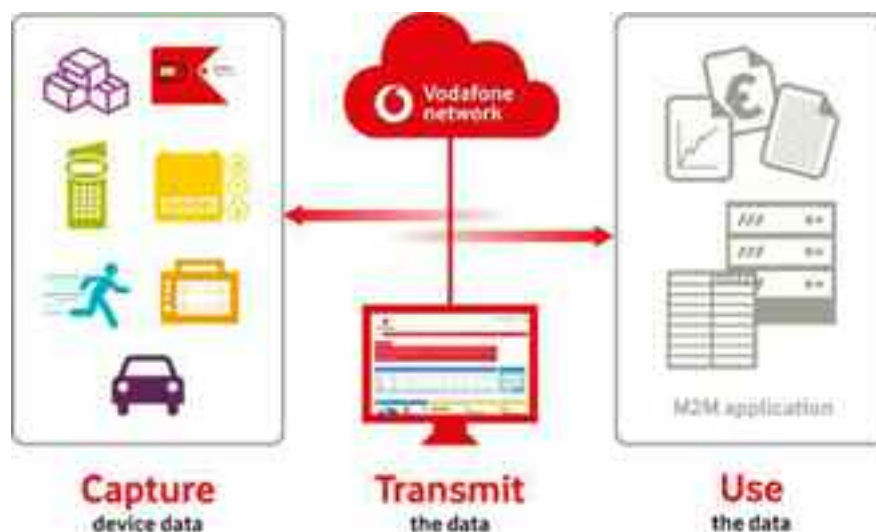 Vodafone
network
M2M application
Capture
device data
Transmit
the data
Use
the data